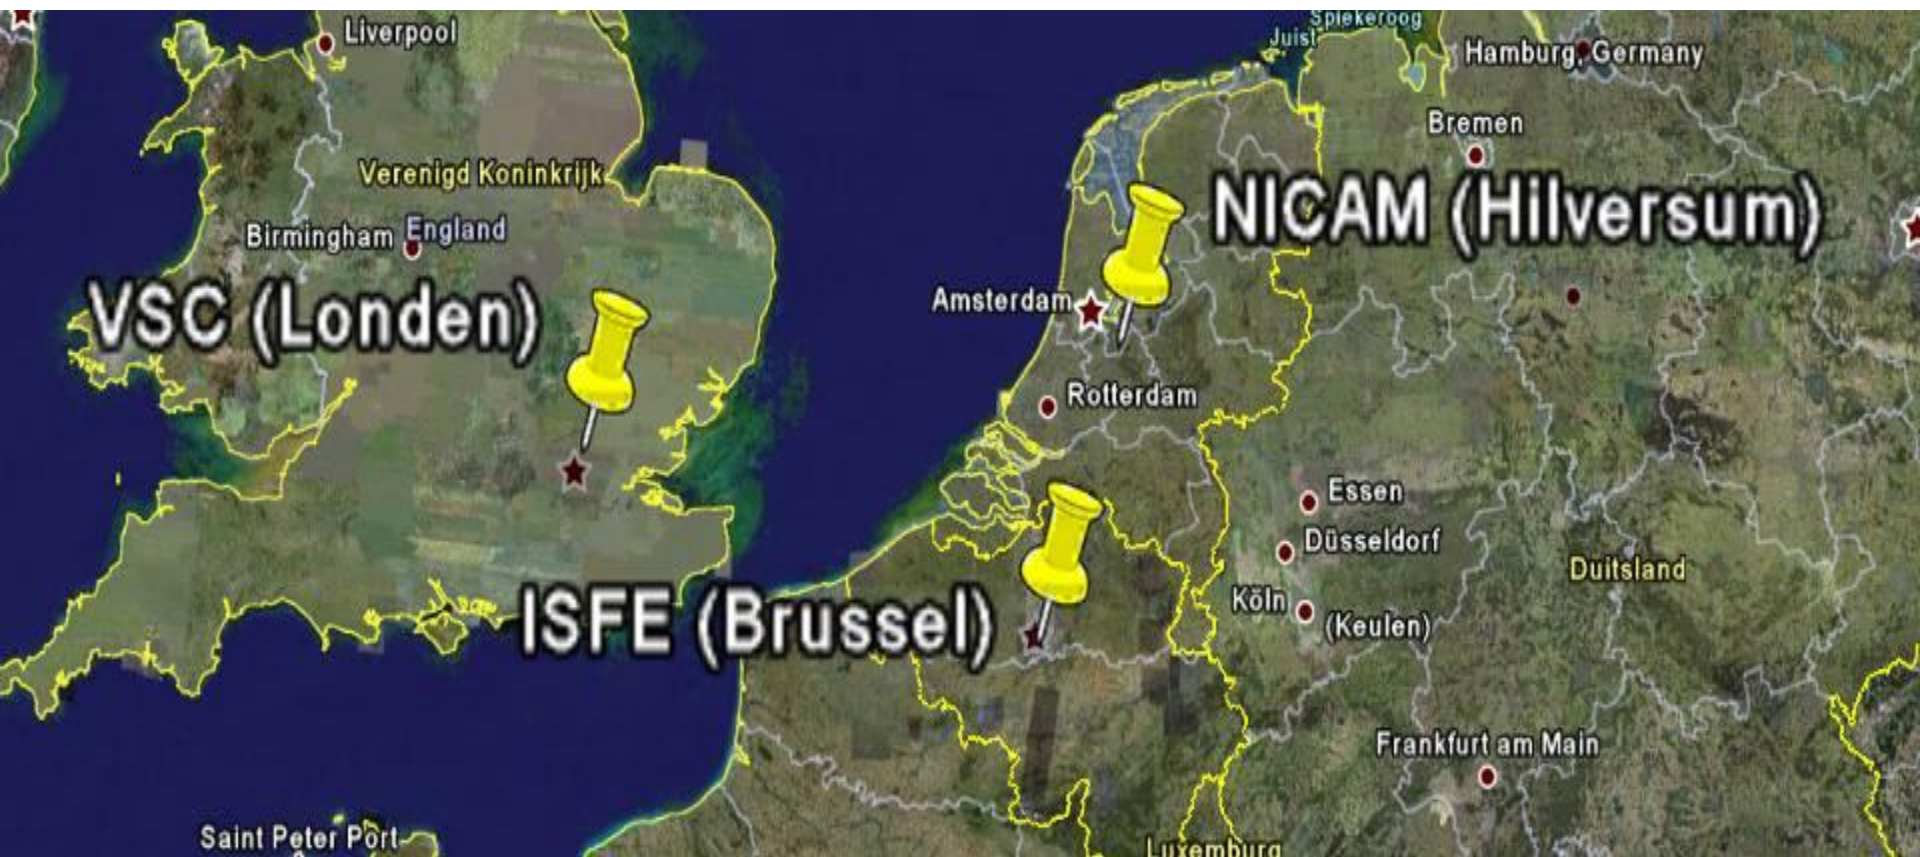 Spiekeroog
Liverpool
Juist
Hamburg, Germany
Bremen
Verenigd Koninkrijk
NICAM (Hilversum)
Birmingham
England
VSC (Londen)
Amsterdam
Rotterdam
Essen
Düsseldorf
Duitsland
Köln
(Keulen)
ISFE (Brussel)
Frankfurt am Main
Saint Peter Port
Luxemburg